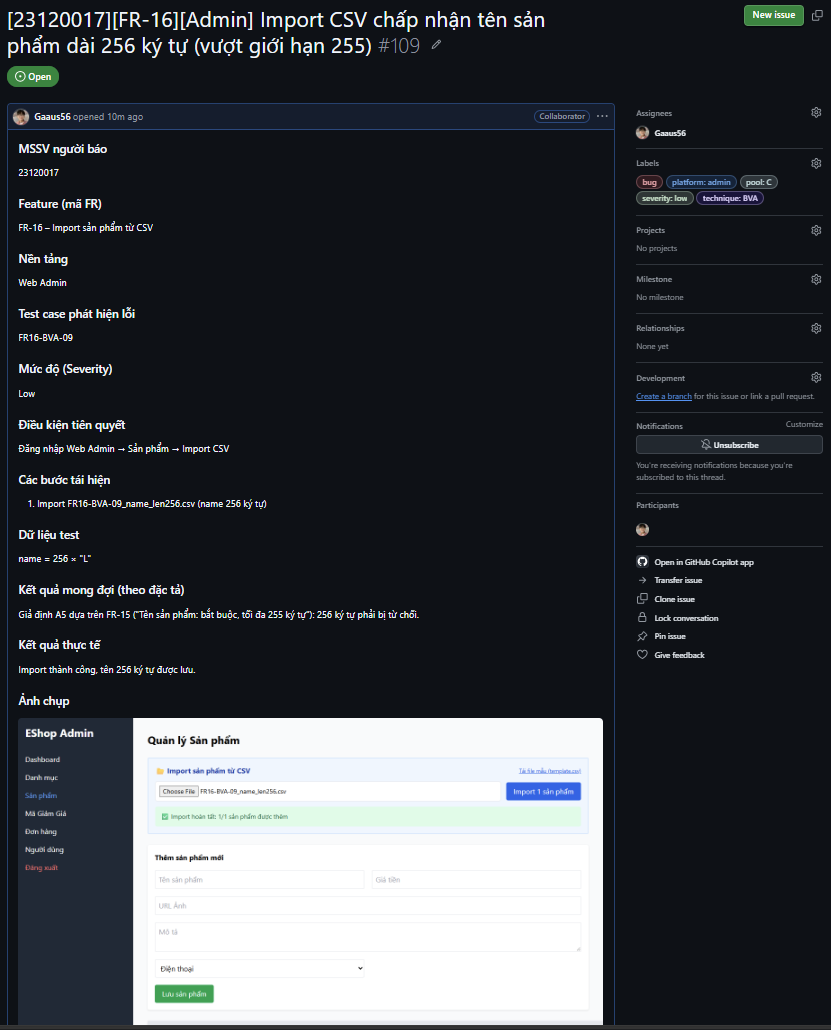 [23120017][FR-16][Admin] Import CSV chấp nhận tên sản
phẩm dài 256 ký tự (vượt giới hạn 255) #109
New issue
Open
Gaaus56 opened 10m ago
Collaborator
MSSV người báo
23120017
Feature (mã FR)
FR-16 – Import sản phẩm từ CSV
Nền tảng
Web Admin
Test case phát hiện lỗi
FR16-BVA-09
Mức độ (Severity)
Low
Điều kiện tiên quyết
Đăng nhập Web Admin → Sản phẩm → Import CSV
Các bước tái hiện
1. Import FR16-BVA-09_name_len256.csv (name 256 ký tự)
Dữ liệu test
name = 256 × "L"
Kết quả mong đợi (theo đặc tả)
Giả định A5 dựa trên FR-15 ("Tên sản phẩm: bắt buộc, tối đa 255 ký tự"): 256 ký tự phải bị từ chối.
Kết quả thực tế
Import thành công, tên 256 ký tự được lưu.
Ảnh chụp
EShop Admin
Dashboard
Danh mục
Sản phẩm
Mã Giảm Giá
Đơn hàng
Người dùng
Đăng xuất
Quản lý Sản phẩm
Import sản phẩm từ CSV
Tải file mẫu (template.csv)
Choose File FR16-BVA-09_name_len256.csv
Import 1 sản phẩm
Import hoàn tất: 1/1 sản phẩm được thêm
Thêm sản phẩm mới
Tên sản phẩm
Giá tiền
URL Ảnh
Mô tả
Điện thoại
Lưu sản phẩm
Assignees
Gaaus56
Labels
bug platform: admin pool: C
severity: low technique: BVA
Projects
No projects
Milestone
No milestone
Relationships
None yet
Development
Create a branch for this issue or link a pull request.
Notifications
Customize
Unsubscribe
You're receiving notifications because you're
subscribed to this thread.
Participants
Open in GitHub Copilot app
Transfer issue
Clone issue
Lock conversation
Pin issue
Give feedback